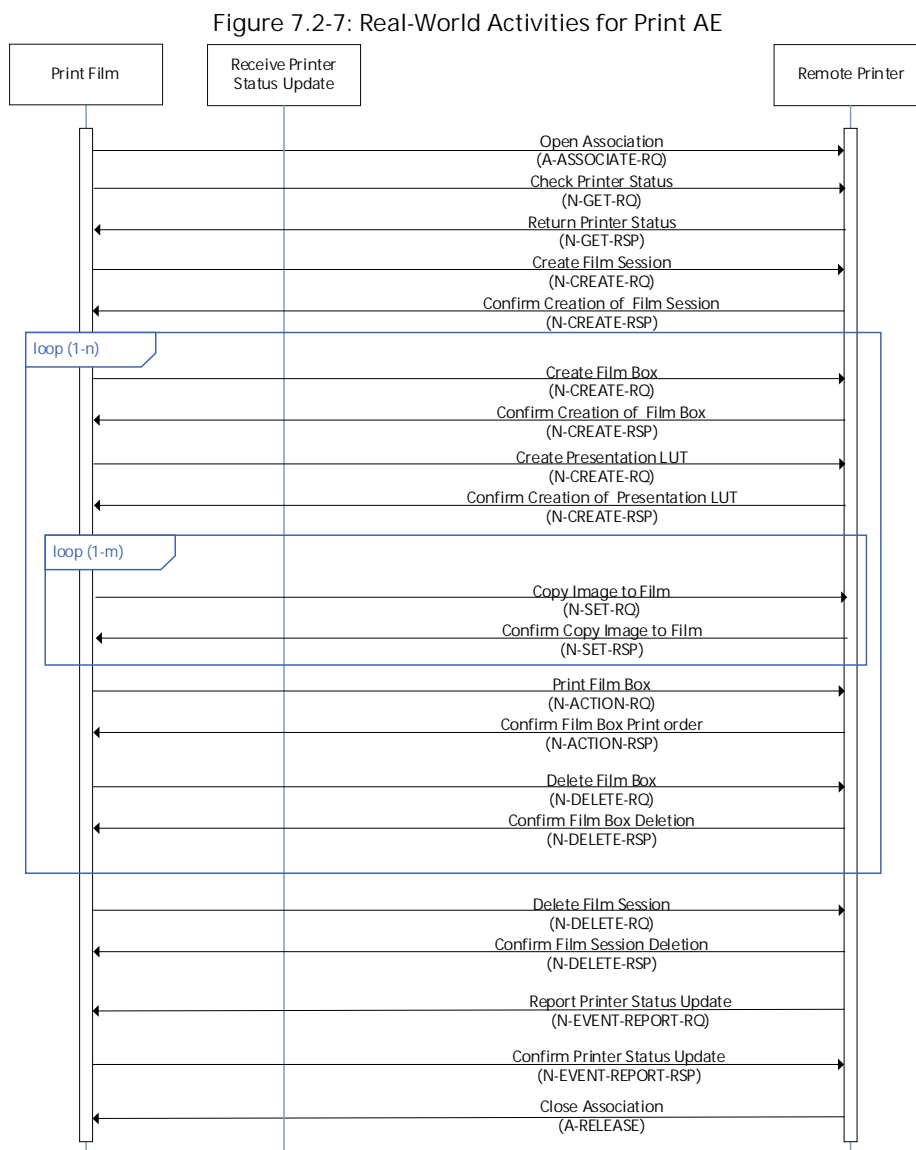 Figure 7.2-7: Real-World Activities for Print AE
Print Film
Receive Printer
Status Update
Remote Printer
Open Association
(A-ASSOCIATE-RQ)
Check Printer Status
(N-GET-RQ)
Return Printer Status
(N-GET-RSP)
Create Film Session
(N-CREATE-RQ)
Confirm Creation of Film Session
(N-CREATE-RSP)
loop (1-n)
Create Film Box
(N-CREATE-RQ)
Confirm Creation of Film Box
(N-CREATE-RSP)
Create Presentation LUT
(N-CREATE-RQ)
Confirm Creation of Presentation LUT
(N-CREATE-RSP)
loop (1-m)
Copy Image to Film
(N-SET-RQ)
Confirm Copy Image to Film
(N-SET-RSP)
Print Film Box
(N-ACTION-RQ)
Confirm Film Box Print order
(N-ACTION-RSP)
Delete Film Box
(N-DELETE-RQ)
Confirm Film Box Deletion
(N-DELETE-RSP)
Delete Film Session
(N-DELETE-RQ)
Confirm Film Session Deletion
(N-DELETE-RSP)
Report Printer Status Update
(N-EVENT-REPORT-RQ)
Confirm Printer Status Update
(N-EVENT-REPORT-RSP)
Close Association
(A-RELEASE)